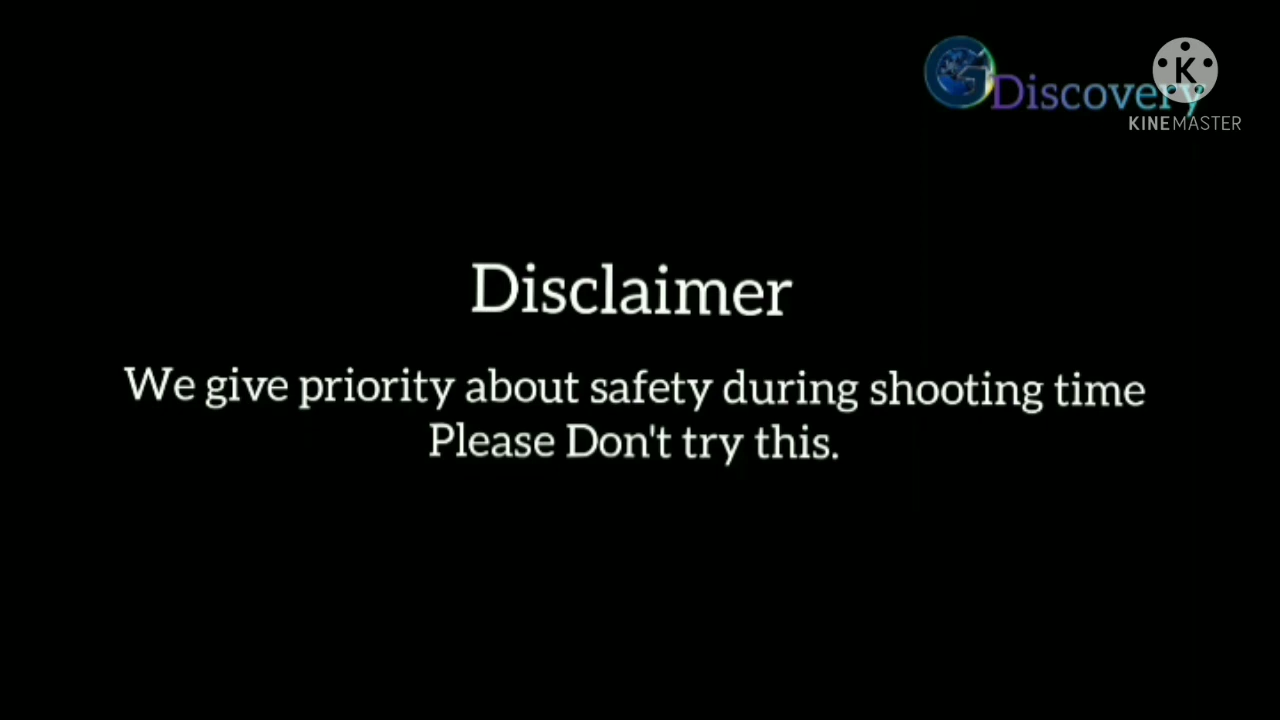 Discovery
KINEMASTER
Disclaimer
We give priority about safety during shooting time
Please Don't try this.